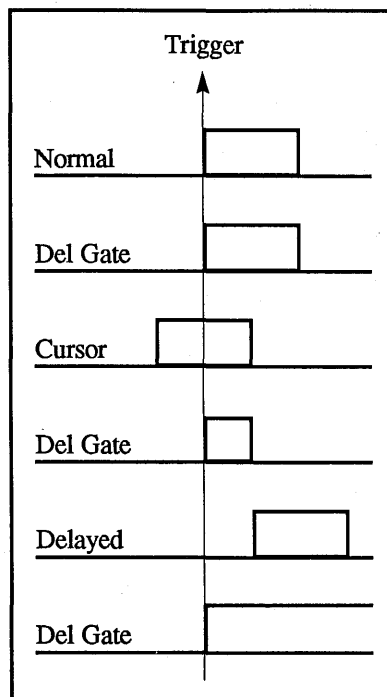 Trigger
Normal
Del Gate
Cursor
Del Gate
Delayed
Del Gate